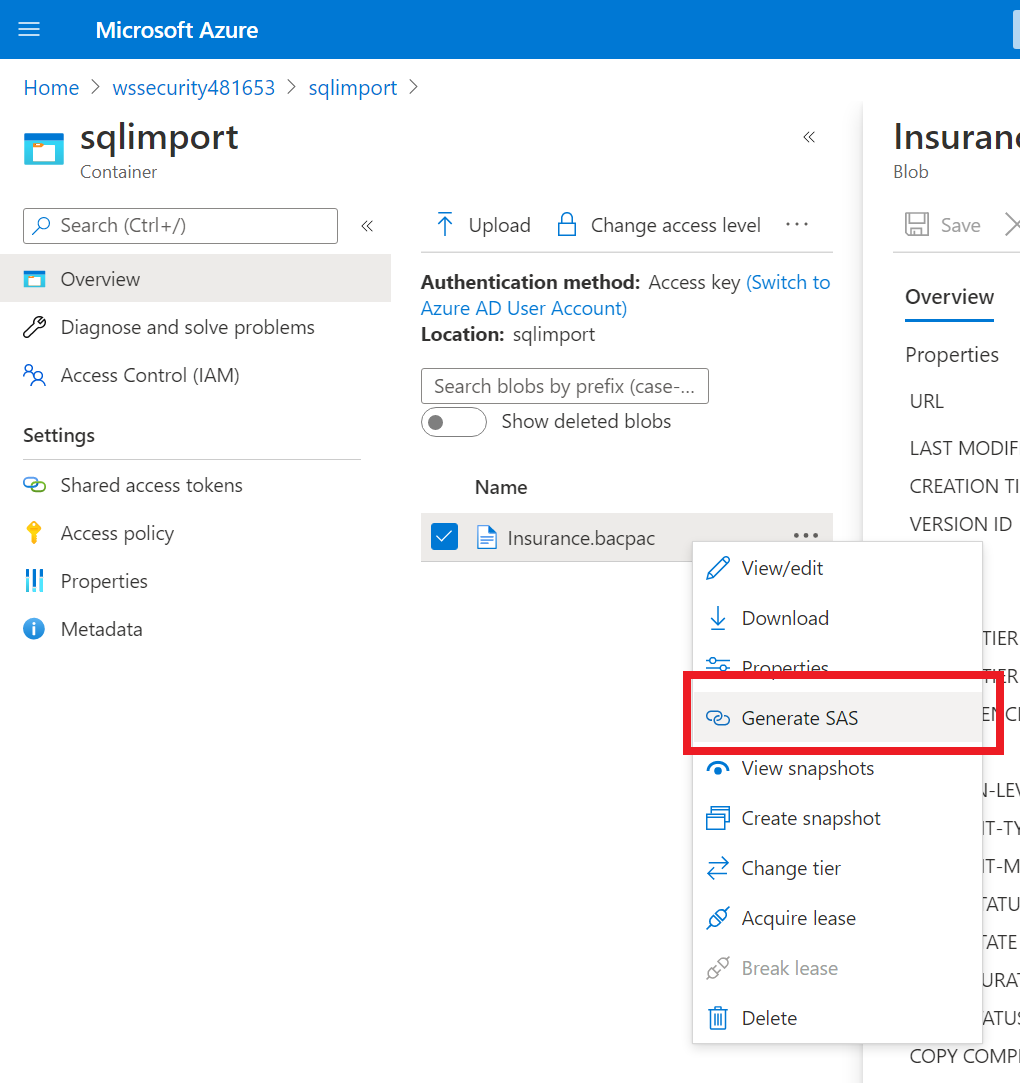 Microsoft Azure
Home > wssecurity481653 > sqlimport >
sqlimport
Container
«
Search (Ctrl+/)
«
Overview
Diagnose and solve problems
Access Control (IAM)
Settings
Shared access tokens
Access policy
Properties
Metadata
Upload
Change access level
...
Authentication method: Access key (Switch to
Azure AD User Account)
Location: sqlimport
Search blobs by prefix (case-...
Show deleted blobs
Name
Insurance.bacpac
...
View/edit
Download
Properties
Generate SAS
View snapshots
Create snapshot
Change tier
Acquire lease
Break lease
Delete
Insuranc
Blob
Save
Overview
Properties
URL
LAST MODIF
CREATION TI
VERSION ID
TIER
TIER
ENC
N-LEV
NT-TY
NT-M
TATU
TATE
URAT
ATUS
COPY COMP